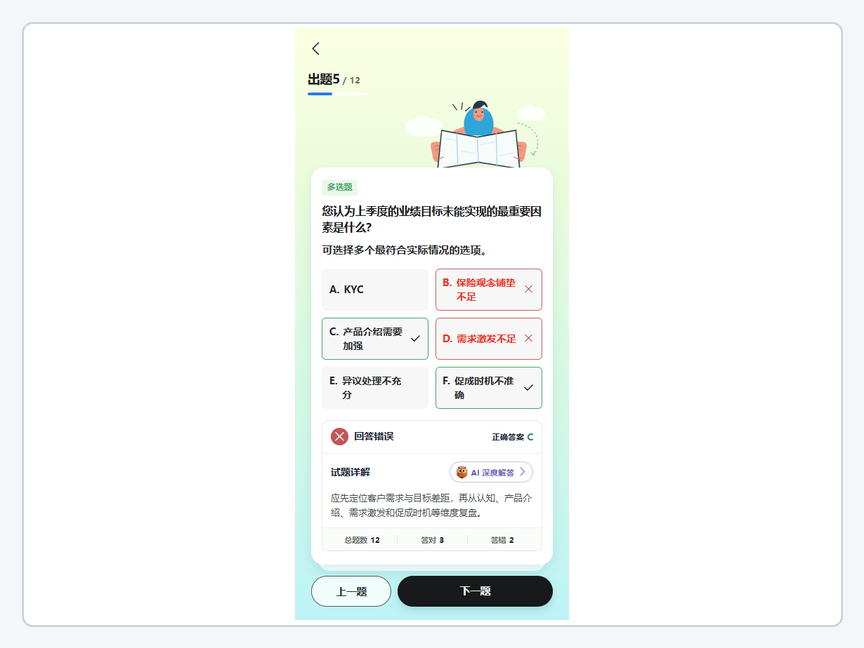 出题5 / 12
多选题
您认为上季度的业绩目标未能实现的最重要因
素是什么?
可选择多个最符合实际情况的选项。
A. KYC
B. 保险观念铺垫
不足
C. 产品介绍需要
加强
D. 需求激发不足
E. 异议处理不充
分
F. 促成时机不准
确
回答错误
正确答案 C
试题详解
AI 深度解答
应先定位客户需求与目标差距，再从认知、产品介
绍、需求激发和促成时机等维度复盘。
总题数 12
答对 3
答错 2
上一题
下一题